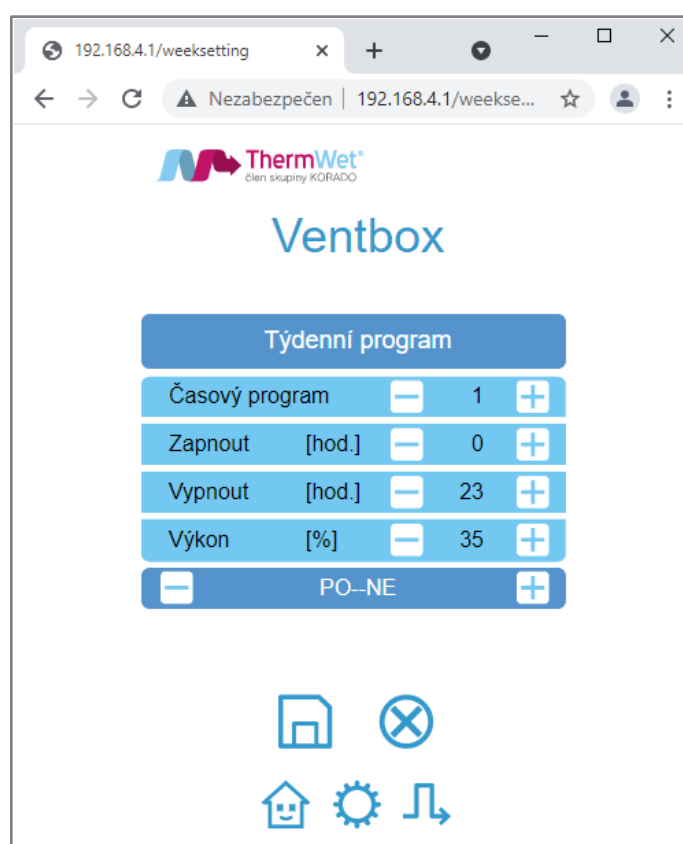 192.168.4.1/weeksetting
Nezabezpečen | 192.168.4.1/weekse...
ThermWet®
člen skupiny KORADO
Ventbox
Týdenní program
Časový program 1
Zapnout [hod.] 0
Vypnout [hod.] 23
Výkon [%] 35
PO--NE